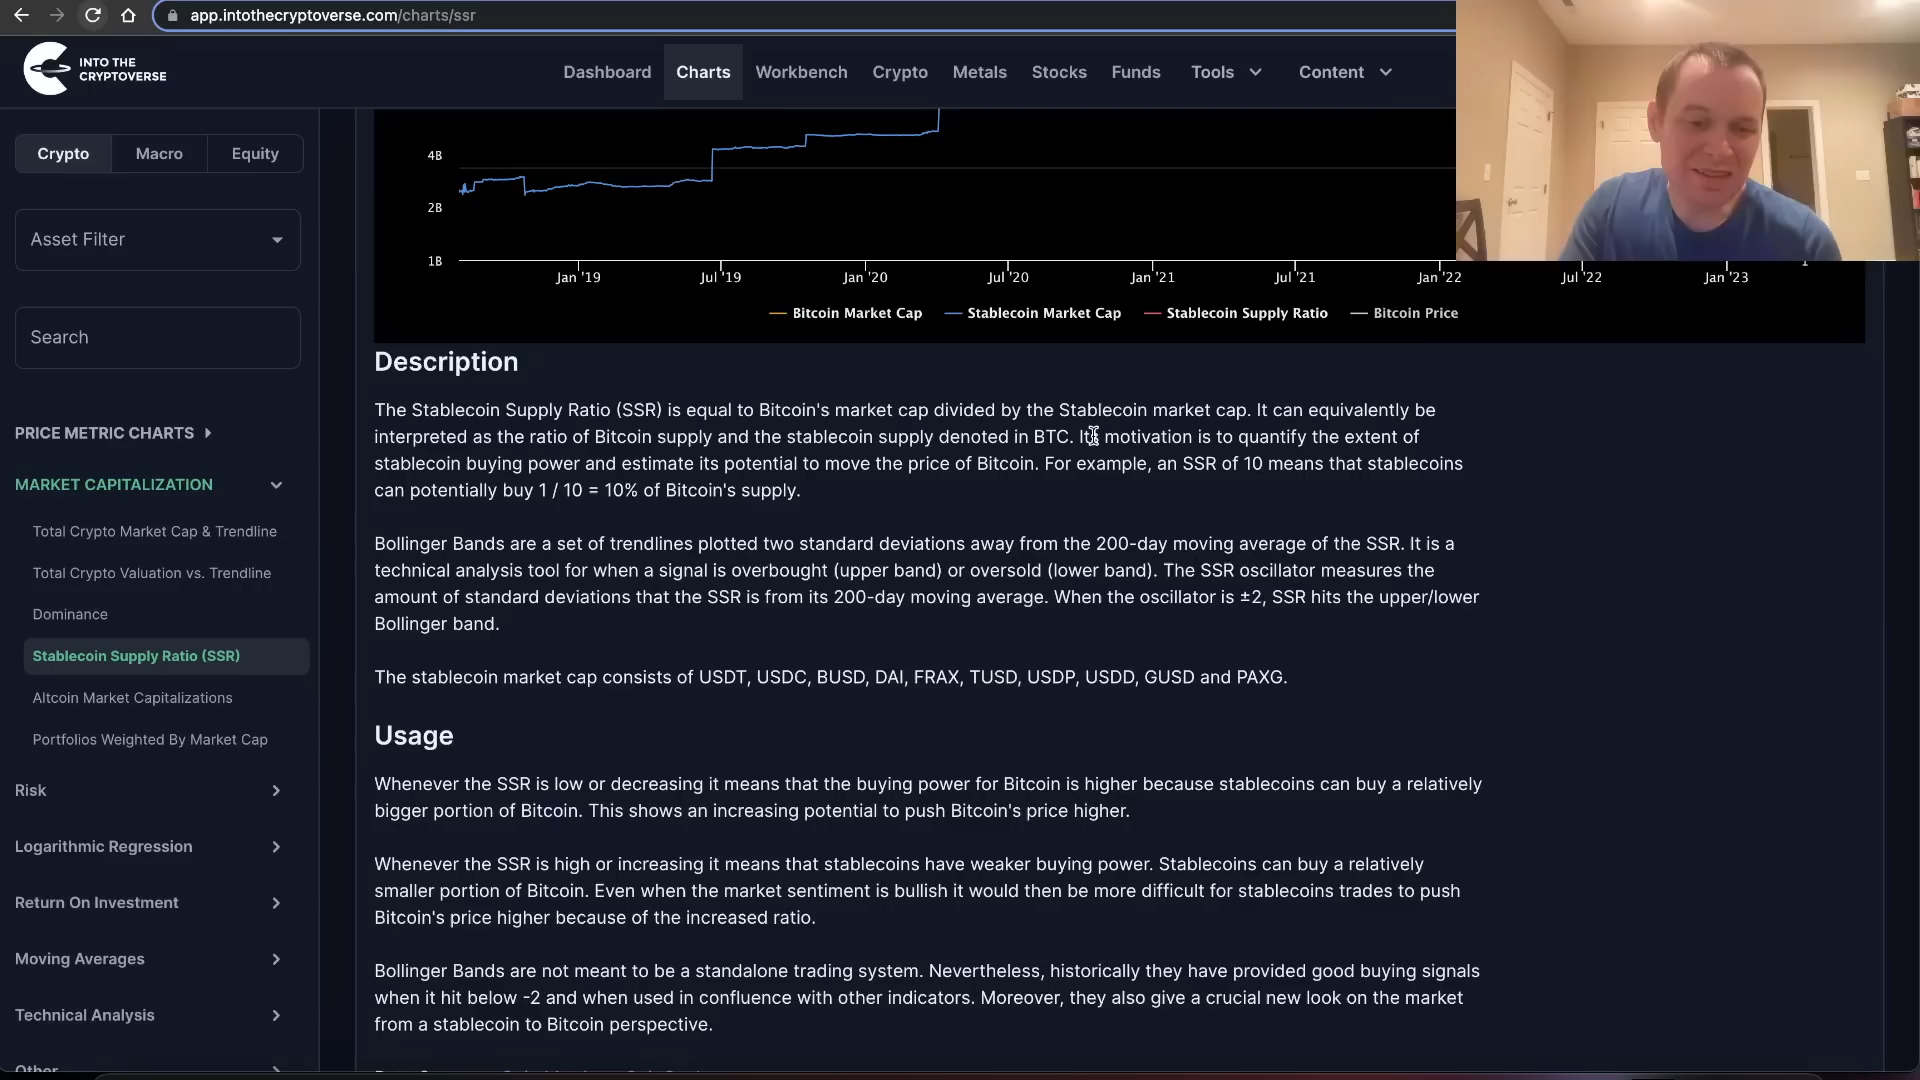 app.intothecryptoverse.com/charts/ssr
INTO THE
CRYPTOVERSE
Dashboard
Charts
Workbench
Crypto
Metals
Stocks
Funds
Tools
Content
Crypto
Macro
Equity
Asset Filter
Search
PRICE METRIC CHARTS
MARKET CAPITALIZATION
Total Crypto Market Cap & Trendline
Total Crypto Valuation vs. Trendline
Dominance
Stablecoin Supply Ratio (SSR)
Altcoin Market Capitalizations
Portfolios Weighted By Market Cap
Risk
Logarithmic Regression
Return On Investment
Moving Averages
Technical Analysis
Other
4B
2B
1B
Jan '19
Jul '19
Jan '20
Jul '20
Jan '21
Jul '21
Jan '22
Jul '22
Jan '23
Bitcoin Market Cap
Stablecoin Market Cap
Stablecoin Supply Ratio
Bitcoin Price
1
Description
The Stablecoin Supply Ratio (SSR) is equal to Bitcoin's market cap divided by the Stablecoin market cap. It can equivalently be
interpreted as the ratio of Bitcoin supply and the stablecoin supply denoted in BTC. Its motivation is to quantify the extent of
stablecoin buying power and estimate its potential to move the price of Bitcoin. For example, an SSR of 10 means that stablecoins
can potentially buy 1 / 10 = 10% of Bitcoin's supply.
Bollinger Bands are a set of trendlines plotted two standard deviations away from the 200-day moving average of the SSR. It is a
technical analysis tool for when a signal is overbought (upper band) or oversold (lower band). The SSR oscillator measures the
amount of standard deviations that the SSR is from its 200-day moving average. When the oscillator is ±2, SSR hits the upper/lower
Bollinger band.
The stablecoin market cap consists of USDT, USDC, BUSD, DAI, FRAX, TUSD, USDP, USDD, GUSD and PAXG.
Usage
Whenever the SSR is low or decreasing it means that the buying power for Bitcoin is higher because stablecoins can buy a relatively
bigger portion of Bitcoin. This shows an increasing potential to push Bitcoin's price higher.
Whenever the SSR is high or increasing it means that stablecoins have weaker buying power. Stablecoins can buy a relatively
smaller portion of Bitcoin. Even when the market sentiment is bullish it would then be more difficult for stablecoins trades to push
Bitcoin's price higher because of the increased ratio.
Bollinger Bands are not meant to be a standalone trading system. Nevertheless, historically they have provided good buying signals
when it hit below -2 and when used in confluence with other indicators. Moreover, they also give a crucial new look on the market
from a stablecoin to Bitcoin perspective.